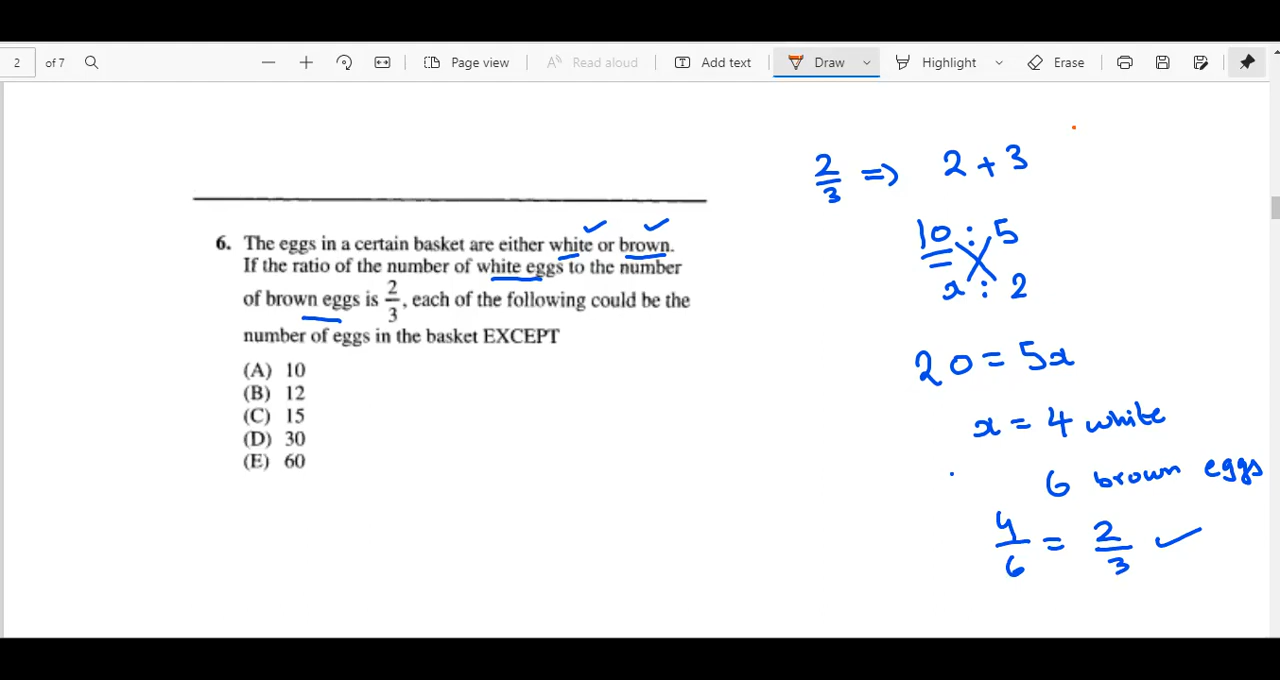 2 of 7 Page view Read aloud Add text Draw Highlight Erase
6. The eggs in a certain basket are either white or brown.
If the ratio of the number of white eggs to the number
of brown eggs is 2/3, each of the following could be the
number of eggs in the basket EXCEPT
(A) 10
(B) 12
(C) 15
(D) 30
(E) 60
2/3 => 2 + 3
10 : 5
x : 2
20 = 5x
x = 4 white
6 brown eggs
4/6 = 2/3 ✓